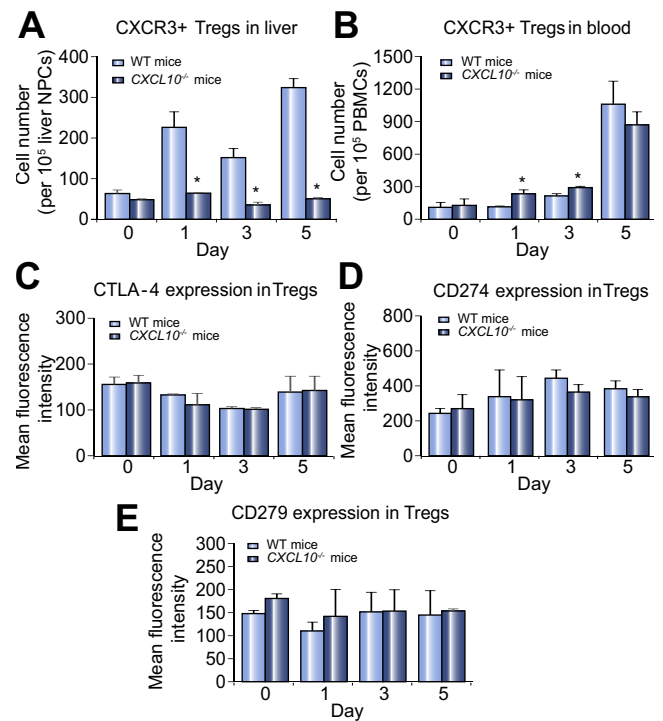 A
CXCR3+ Tregs in liver
Cell number
(per 10⁵ liver NPCs)
400
300
200
100
0
WT mice
CXCL10⁻/⁻ mice
*
*
*
0 1 3 5
Day
B
CXCR3+ Tregs in blood
Cell number
(per 10⁵ PBMCs)
1500
1200
900
600
300
0
WT mice
CXCL10⁻/⁻ mice
*
*
0 1 3 5
Day
C
CTLA-4 expression in Tregs
Mean fluorescence
intensity
300
200
100
0
WT mice
CXCL10⁻/⁻ mice
0 1 3 5
Day
D
CD274 expression in Tregs
Mean fluorescence
intensity
800
600
400
200
0
WT mice
CXCL10⁻/⁻ mice
0 1 3 5
Day
E
CD279 expression in Tregs
Mean fluorescence
intensity
300
250
200
150
100
50
0
WT mice
CXCL10⁻/⁻ mice
0 1 3 5
Day